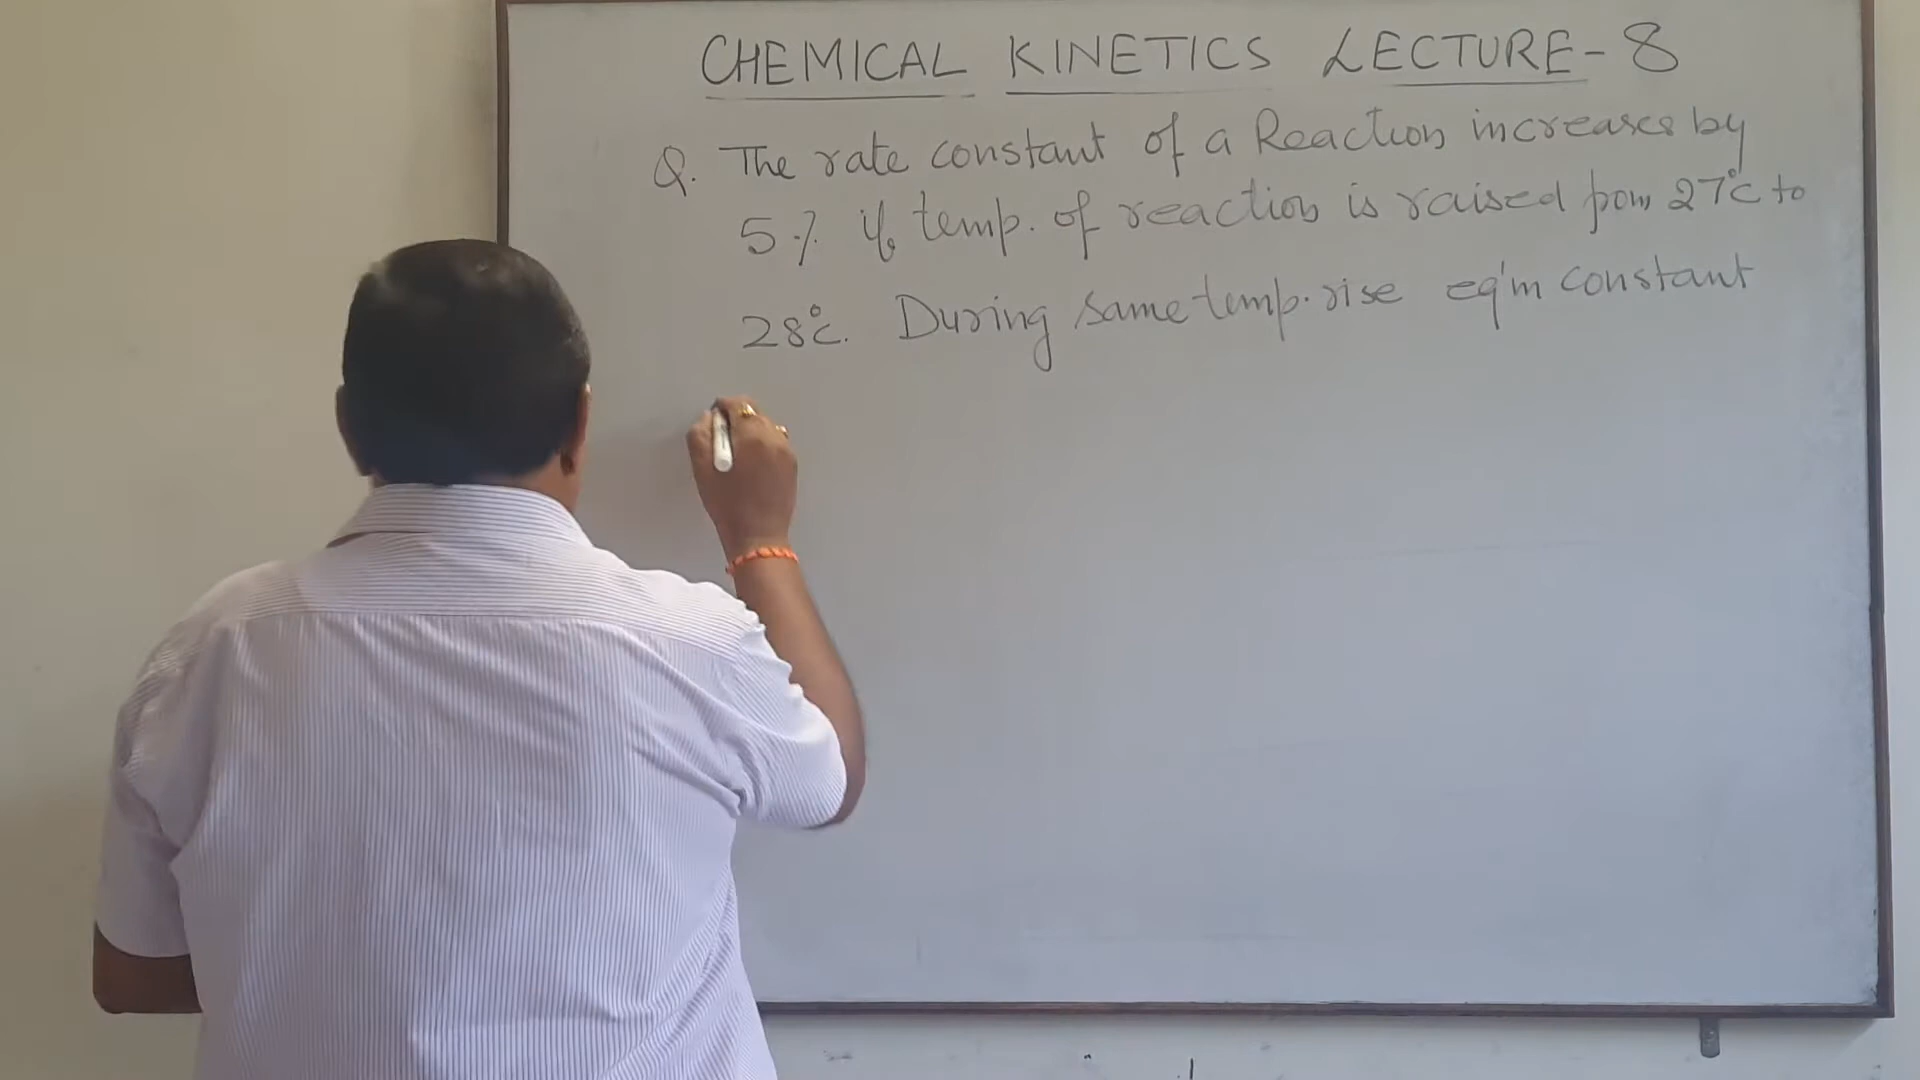 CHEMICAL KINETICS LECTURE-8
Q. The rate constant of a Reaction increases by
5% if temp. of reaction is raised from 27°C to
28°C. During same temp. rise eq'm constant